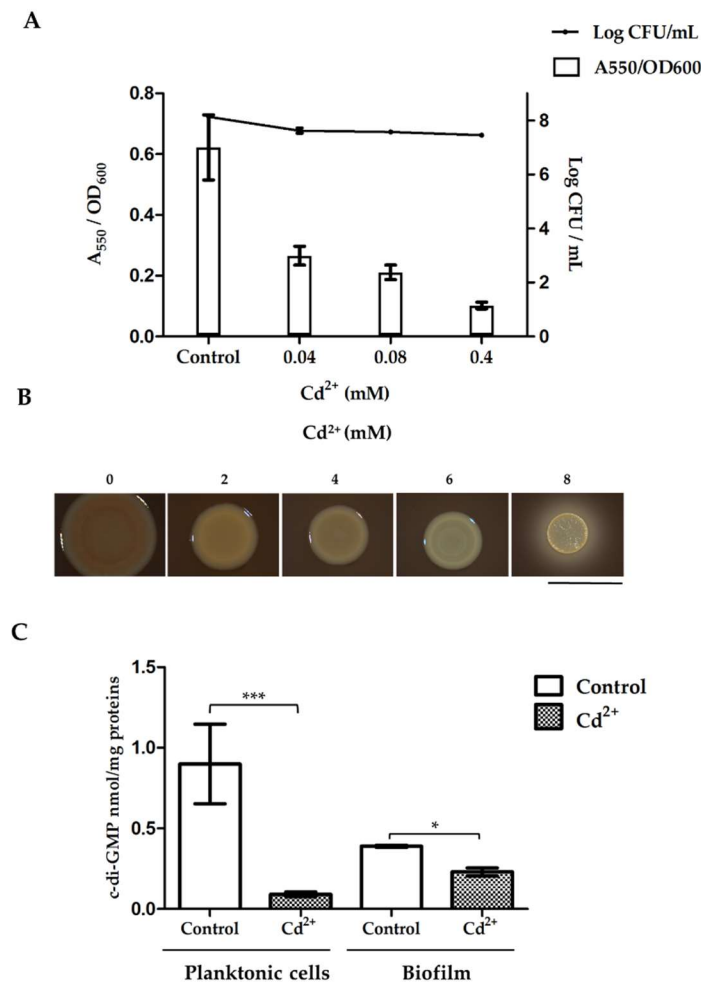 A
Log CFU/mL
A550/OD600
0.8
0.6
0.4
0.2
0.0
A550 / OD600
8
6
4
2
0
Log CFU / mL
Control 0.04 0.08 0.4
Cd2+ (mM)
B
Cd2+ (mM)
0 2 4 6 8
C
1.5
1.0
0.5
0.0
c-di-GMP nmol/mg proteins
***
*
Control
Cd2+
Control Cd2+ Control Cd2+
Planktonic cells Biofilm